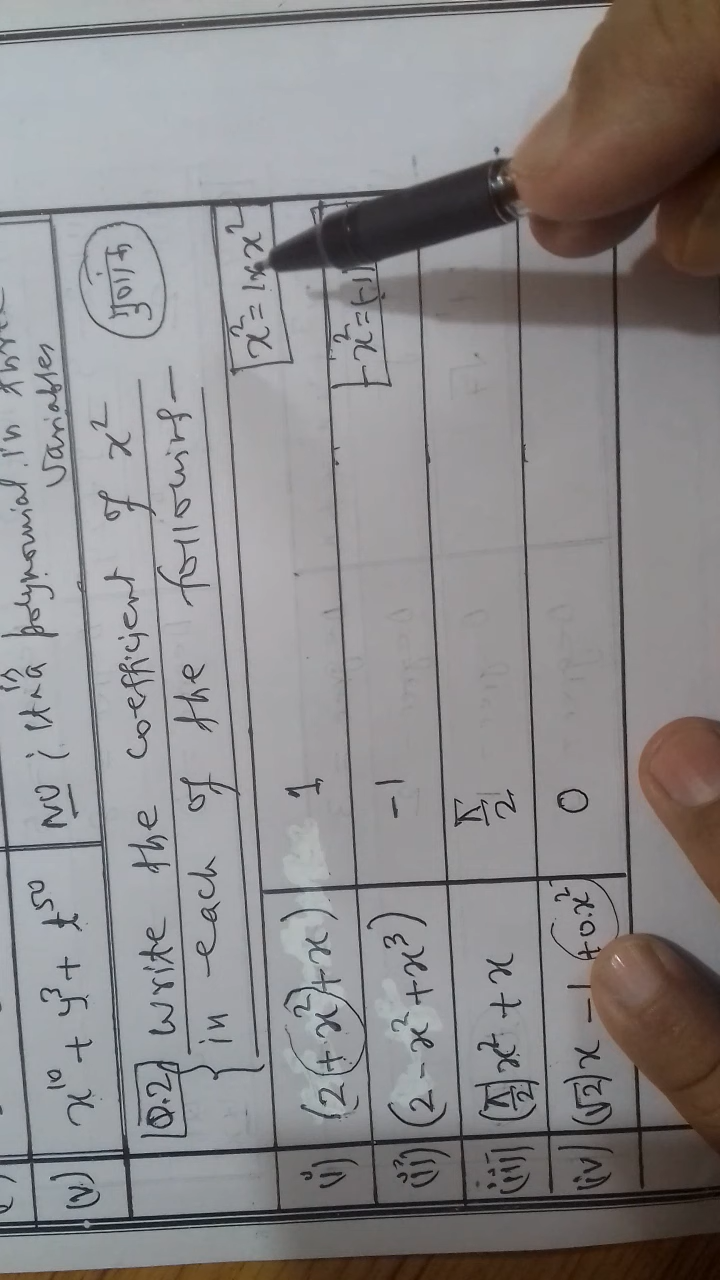 (v) x¹⁰ + y³ + t⁵⁰ NO; It is a polynomial in three
variables
Q.2 write the coefficient of x²
in each of the following—
x² = 1×x²
(i) (2 + x² + x) 1
-x² = (-1)
(ii) (2 - x² + x³) -1
(iii) (π/2) x² + x π/2
(iv) (√2)x - 1 + 0.x² 0